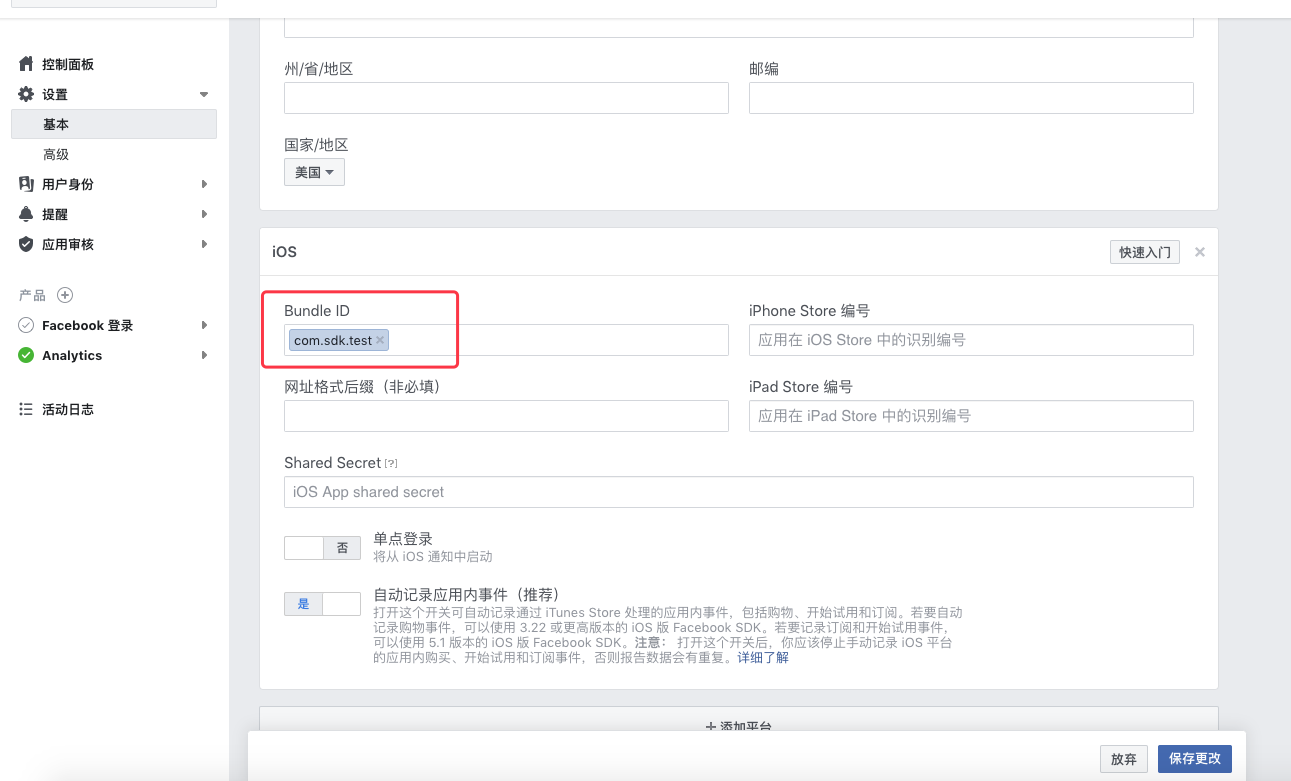 控制面板
设置
基本
高级
用户身份
提醒
应用审核
产品
Facebook 登录
Analytics
活动日志
州/省/地区
邮编
国家/地区
美国
iOS
快速入门
Bundle ID
iPhone Store 编号
com.sdk.test
应用在 iOS Store 中的识别编号
网址格式后缀（非必填）
iPad Store 编号
应用在 iPad Store 中的识别编号
Shared Secret [?]
iOS App shared secret
否
单点登录
将从 iOS 通知中启动
是
自动记录应用内事件（推荐）
打开这个开关可自动记录通过 iTunes Store 处理的应用内事件，包括购物、开始试用和订阅。若要自动
记录购物事件，可以使用 3.22 或更高版本的 iOS 版 Facebook SDK。若要记录订阅和开始试用事件，
可以使用 5.1 版本的 iOS 版 Facebook SDK。注意： 打开这个开关后，你应该停止手动记录 iOS 平台
的应用内购买、开始试用和订阅事件，否则报告数据会有重复。详细了解
添加平台
放弃
保存更改